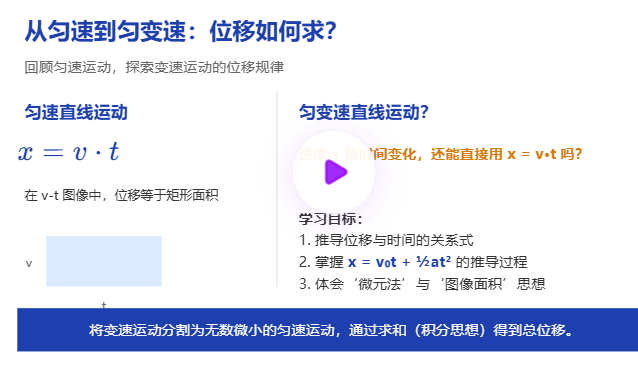 从匀速到匀变速：位移如何求？
回顾匀速运动，探索变速运动的位移规律
匀速直线运动
x = v · t
在 v-t 图像中，位移等于矩形面积
v
t
匀变速直线运动？
间变化，还能直接用 x = v•t 吗？
学习目标：
1. 推导位移与时间的关系式
2. 掌握 x = v₀t + ½at² 的推导过程
3. 体会‘微元法’与‘图像面积’思想
将变速运动分割为无数微小的匀速运动，通过求和（积分思想）得到总位移。